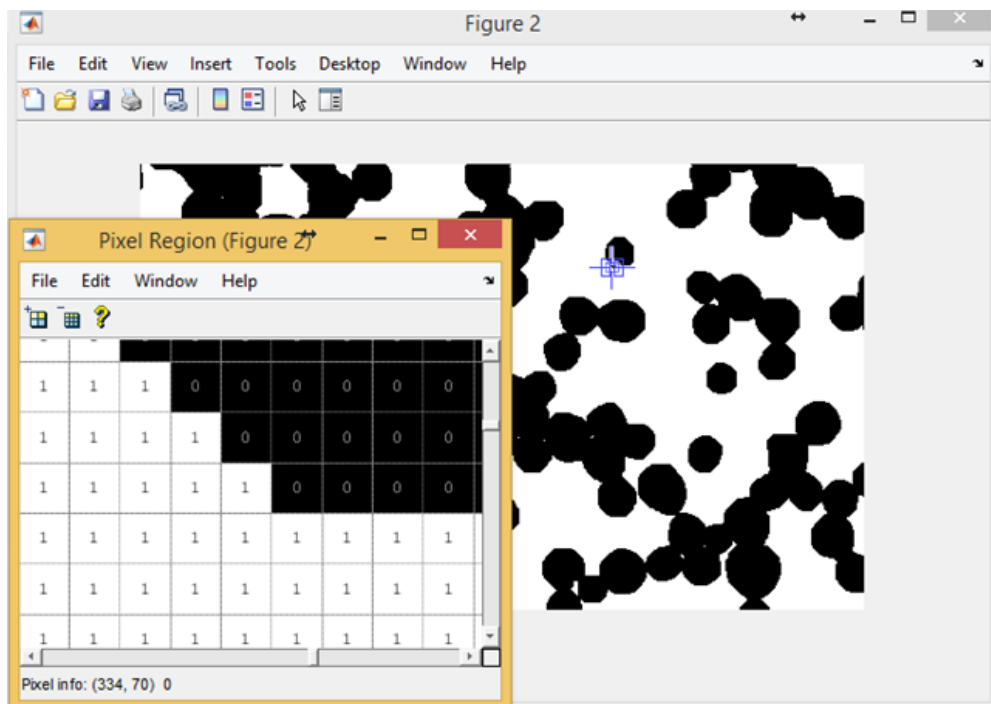 Figure 2
File Edit View Insert Tools Desktop Window Help
Pixel Region (Figure 2)
File Edit Window Help
1 1 1 0 0 0 0 0 0
1 1 1 1 0 0 0 0 0
1 1 1 1 1 0 0 0 0
1 1 1 1 1 1 1 1 1
1 1 1 1 1 1 1 1 1
1 1 1 1 1 1 1 1 1
Pixel info: (334, 70) 0